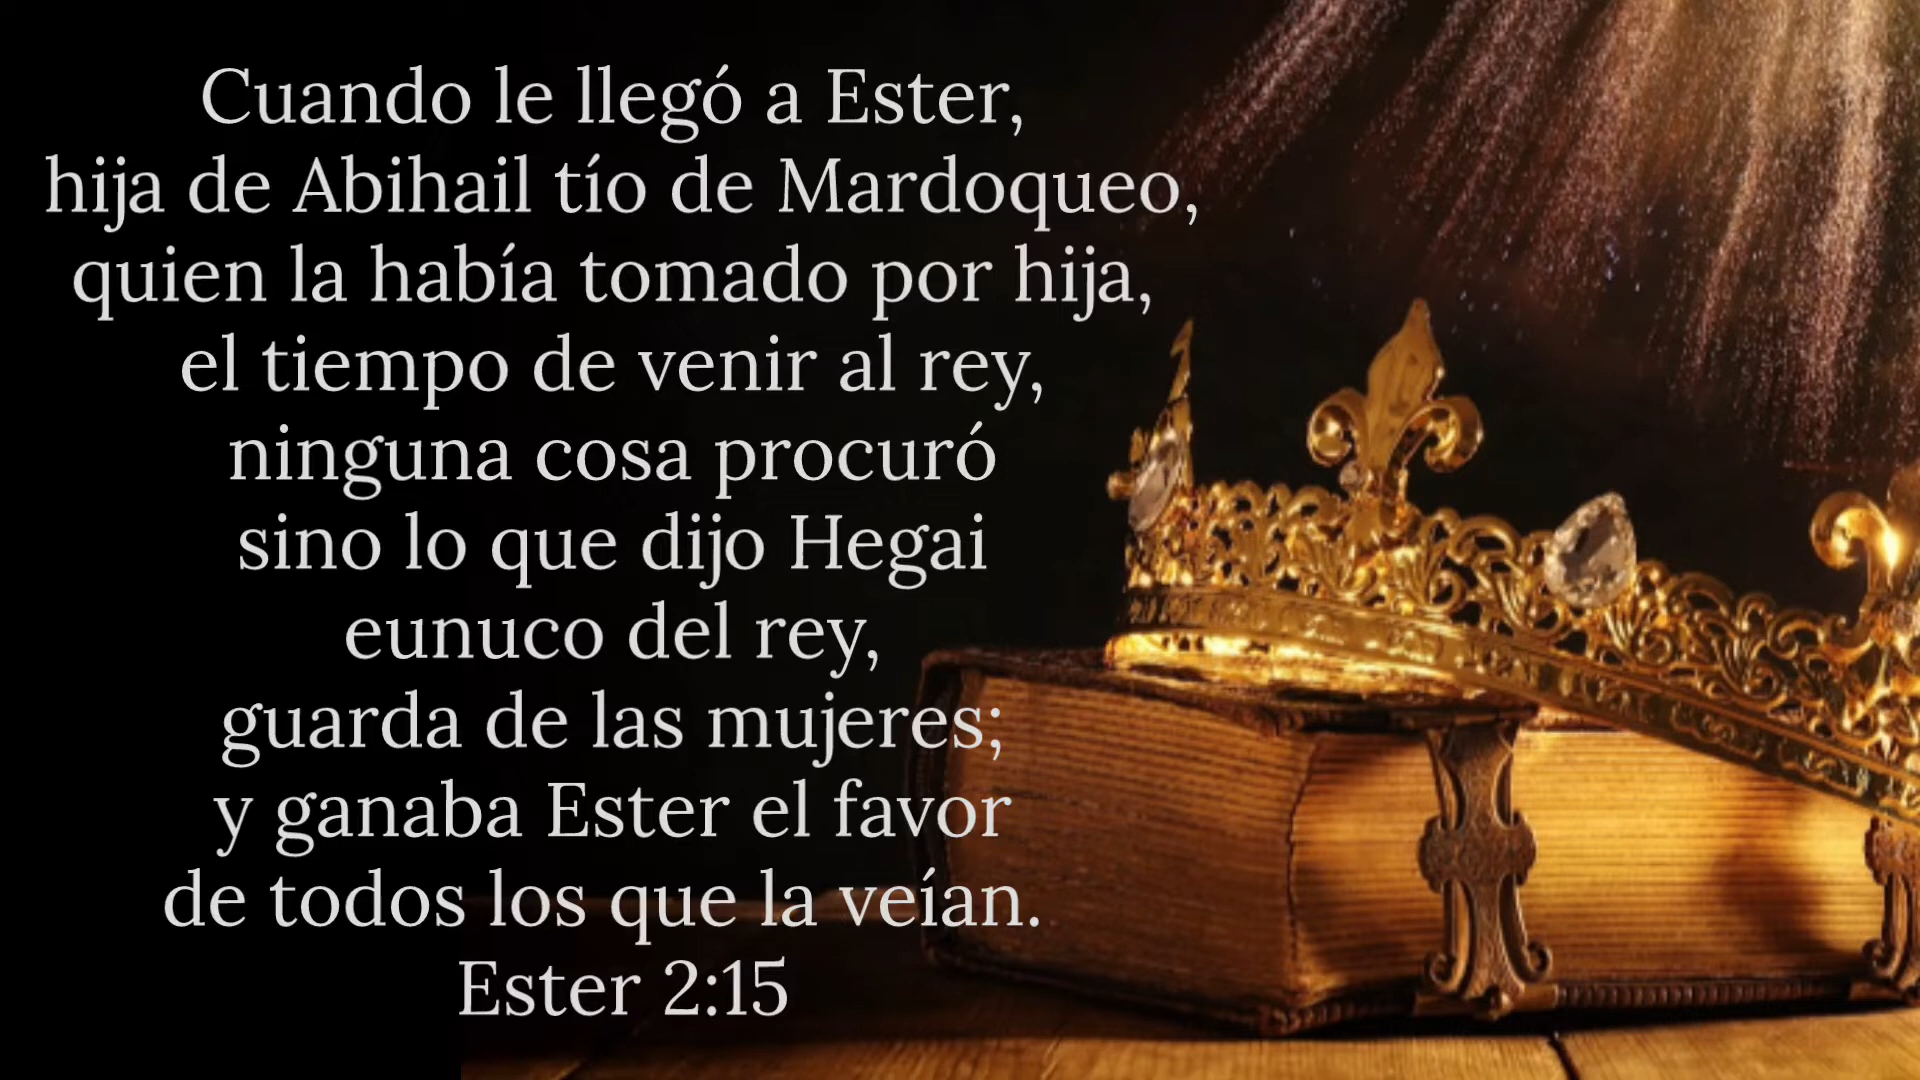 Cuando le llegó a Ester,
hija de Abihail tío de Mardoqueo,
quien la había tomado por hija,
el tiempo de venir al rey,
ninguna cosa procuró
sino lo que dijo Hegai
eunuco del rey,
guarda de las mujeres;
y ganaba Ester el favor
de todos los que la veían.
Ester 2:15